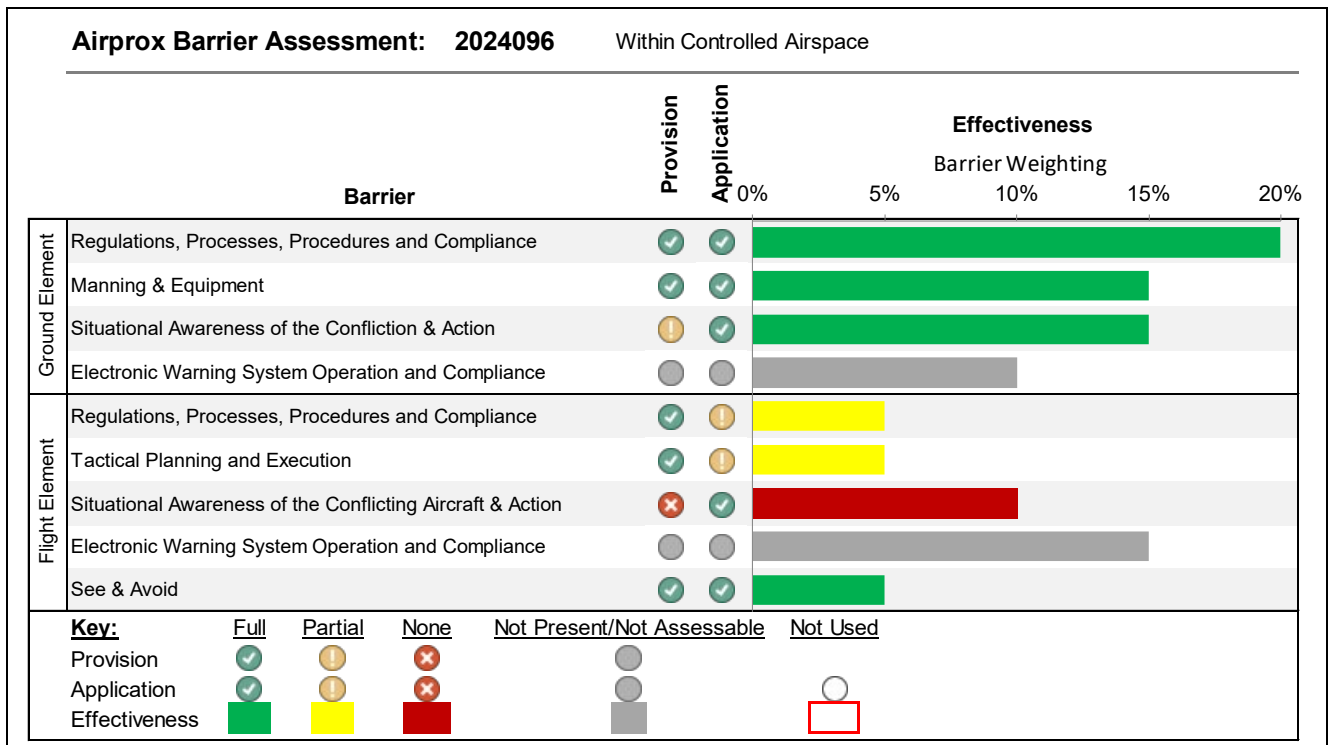 Airprox Barrier Assessment: 2024096 Within Controlled Airspace
Provision
Application
Effectiveness
Barrier Weighting
Barrier
0% 5% 10% 15% 20%
Ground Element
Regulations, Processes, Procedures and Compliance
Manning & Equipment
Situational Awareness of the Confliction & Action
Electronic Warning System Operation and Compliance
Flight Element
Regulations, Processes, Procedures and Compliance
Tactical Planning and Execution
Situational Awareness of the Conflicting Aircraft & Action
Electronic Warning System Operation and Compliance
See & Avoid
Key: Full Partial None Not Present/Not Assessable Not Used
Provision
Application
Effectiveness